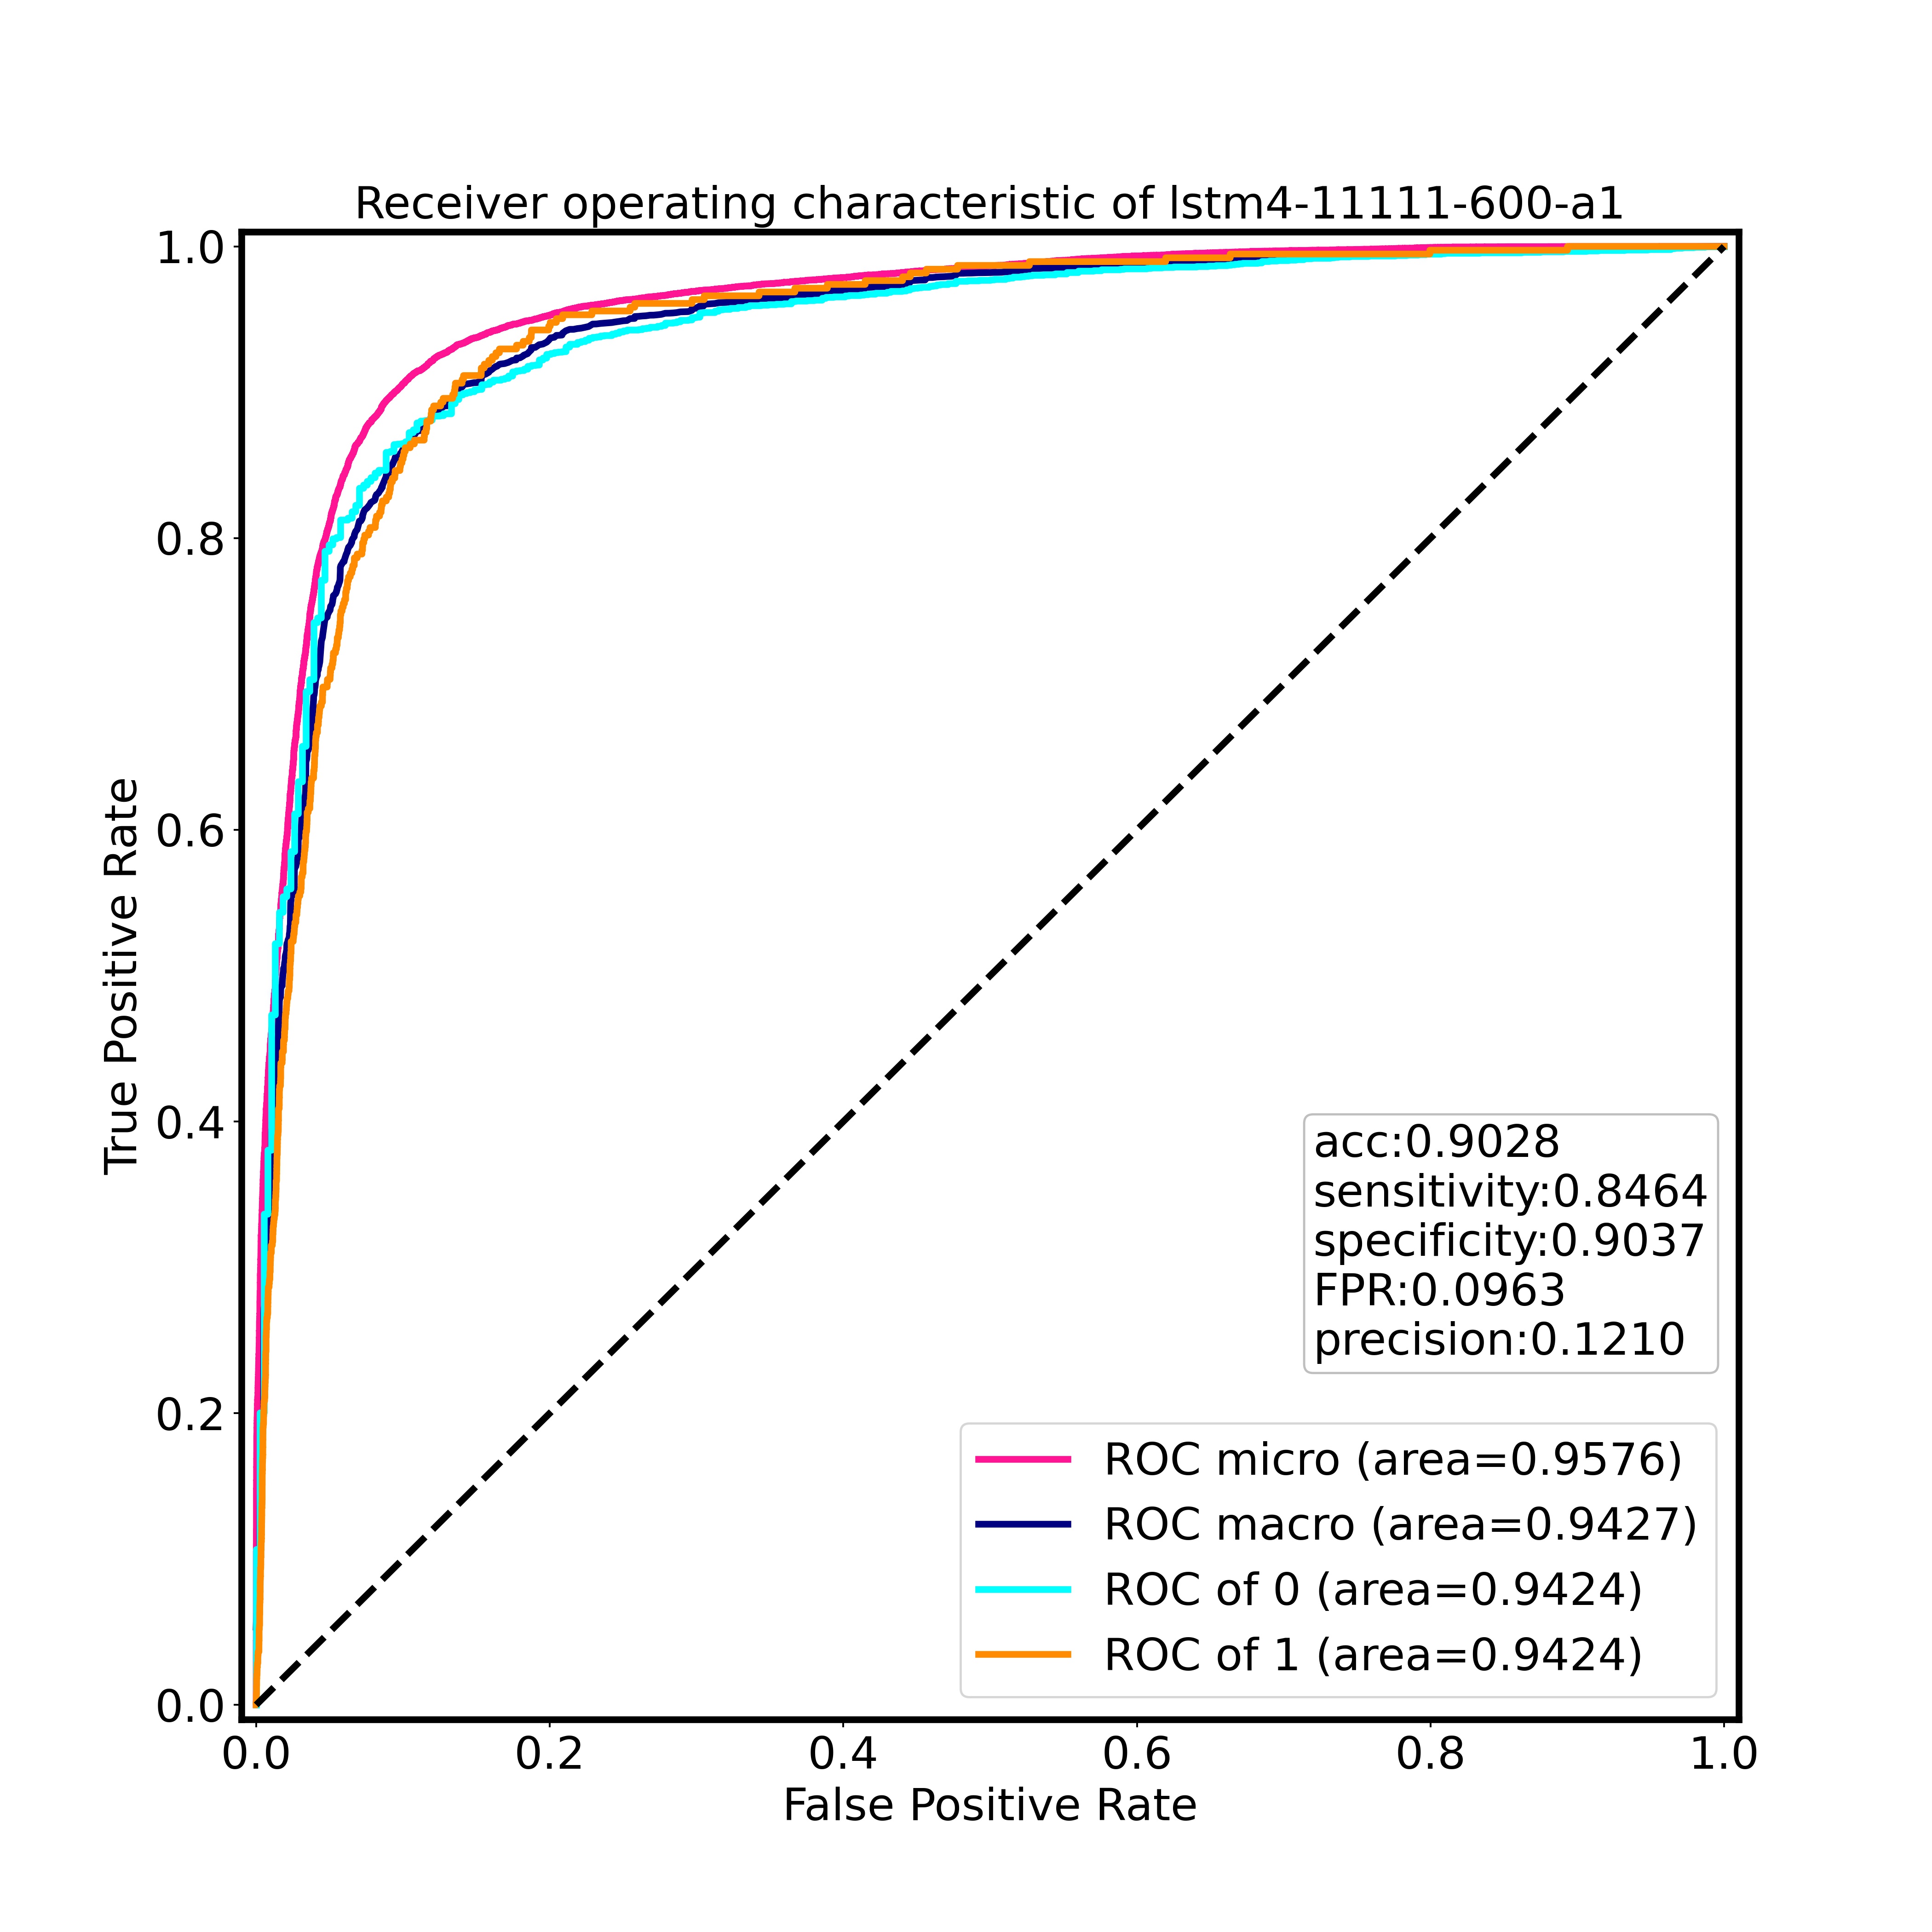 Receiver operating characteristic of lstm4-11111-600-a1
1.0
0.8
0.6
0.4
0.2
0.0
True Positive Rate
acc:0.9028
sensitivity:0.8464
specificity:0.9037
FPR:0.0963
precision:0.1210
ROC micro (area=0.9576)
ROC macro (area=0.9427)
ROC of 0 (area=0.9424)
ROC of 1 (area=0.9424)
0.0 0.2 0.4 0.6 0.8 1.0
False Positive Rate